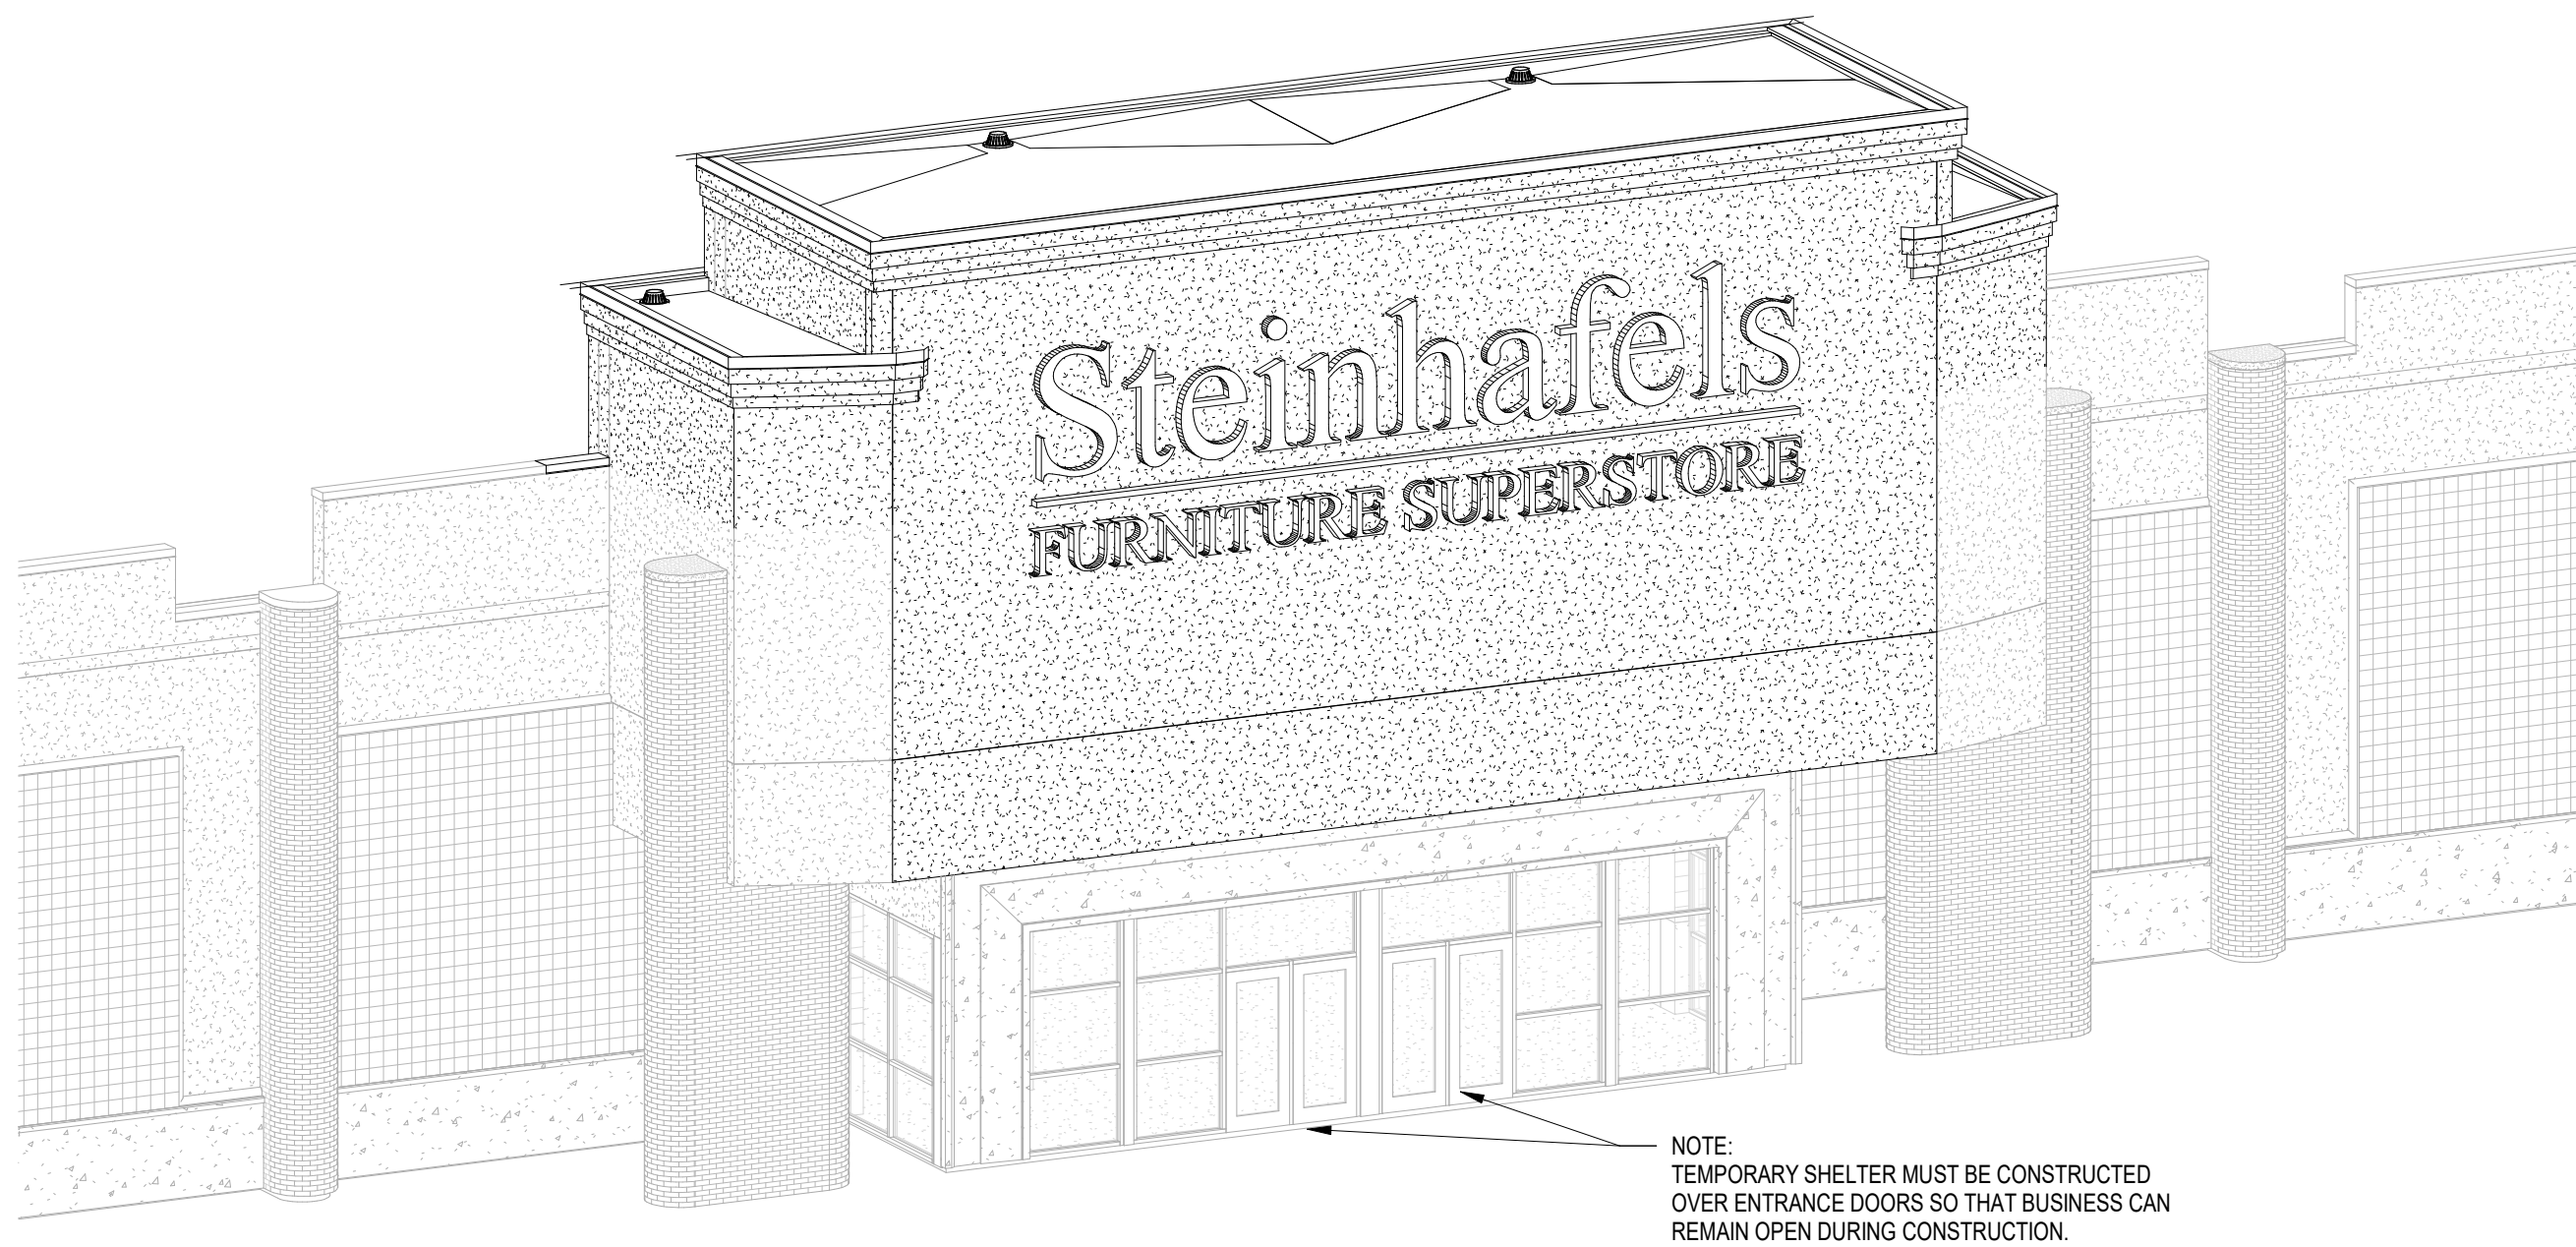 Steinhafels
FURNITURE SUPERSTORE
NOTE:
TEMPORARY SHELTER MUST BE CONSTRUCTED
OVER ENTRANCE DOORS SO THAT BUSINESS CAN
REMAIN OPEN DURING CONSTRUCTION.